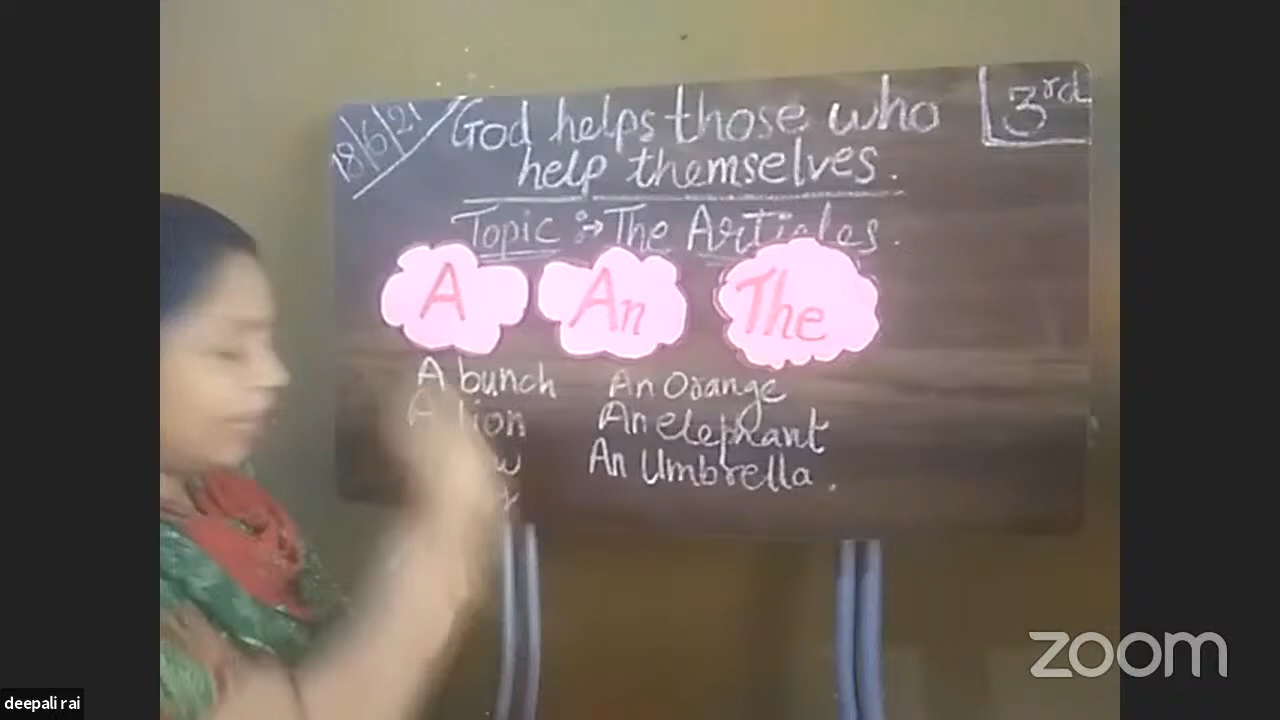 18/6/21
God helps those who
help themselves.
3rd
Topic :→ The Articles.
A An The
A bunch
A lion
An Orange
An elephant
An Umbrella.
zoom
deepali rai